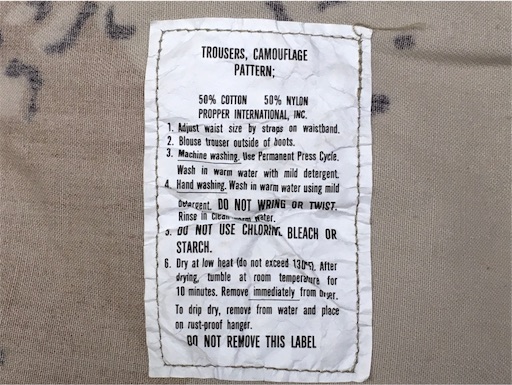 TROUSERS, CAMOUFLAGE
PATTERN;
50% COTTON 50% NYLON
PROPPER INTERNATIONAL, INC.
1. Adjust waist size by straps on waistband.
2. Blouse trouser outside of boots.
3. Machine washing. Use Permanent Press Cycle.
Wash in warm water with mild detergent.
4. Hand washing. Wash in warm water using mild
detergent. DO NOT WRING OR TWIST.
Rinse in clean warm water.
5. DO NOT USE CHLORINE BLEACH OR
STARCH.
6. Dry at low heat (do not exceed 130°F). After
drying, tumble at room temperature for
10 minutes. Remove immediately from dryer.
To drip dry, remove from water and place
on rust-proof hanger.
DO NOT REMOVE THIS LABEL